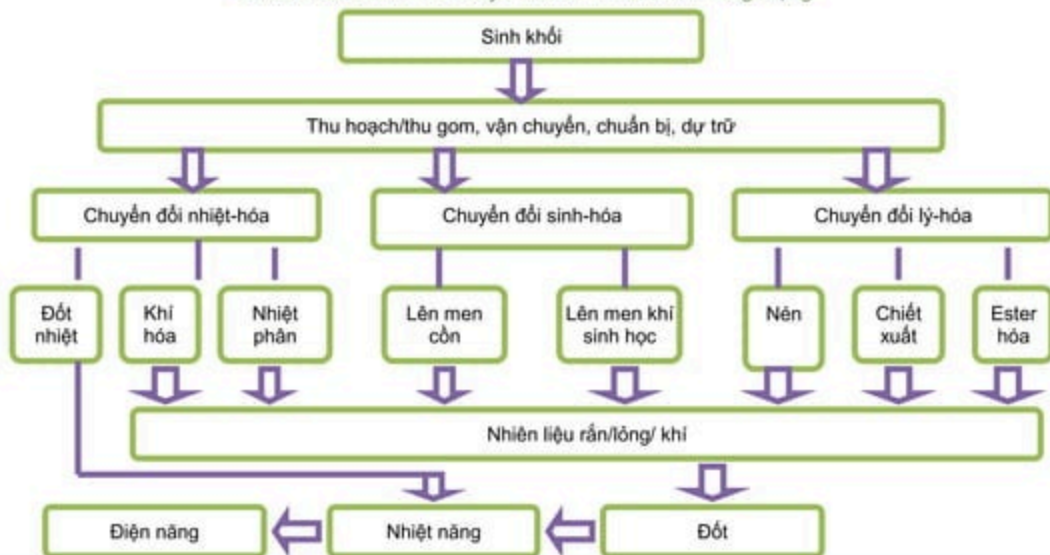 Sinh khối
Thu hoạch/thu gom, vận chuyển, chuẩn bị, dự trữ
Chuyển đổi nhiệt-hóa
Chuyển đổi sinh-hóa
Chuyển đổi lý-hóa
Đốt
nhiệt
Khí
hóa
Nhiệt
phân
Lên men
cồn
Lên men khí
sinh học
Nén
Chiết
xuất
Ester
hóa
Nhiên liệu rắn/lỏng/ khí
Điện năng
Nhiệt năng
Đốt